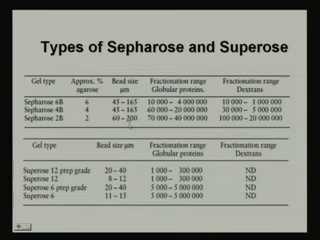 Types of Sepharose and Superose
Gel type Approx. % agarose Bead size µm Fractionation range Globular proteins. Fractionation range Dextrans
Sepharose 6B 6 45 – 165 10 000 – 4 000 000 10 000 – 1 000 000
Sepharose 4B 4 45 – 165 60 000 – 20 000 000 30 000 – 5 000 000
Sepharose 2B 2 60 – 200 70 000 – 40 000 000 100 000 – 20 000 000
Gel type Bead size µm Fractionation range Globular proteins Fractionation range Dextrans
Superose 12 prep grade 20 – 40 1 000 – 300 000 ND
Superose 12 8 – 12 1 000 – 300 000 ND
Superose 6 prep grade 20 – 40 5 000 – 5 000 000 ND
Superose 6 11 – 15 5 000 – 5 000 000 ND